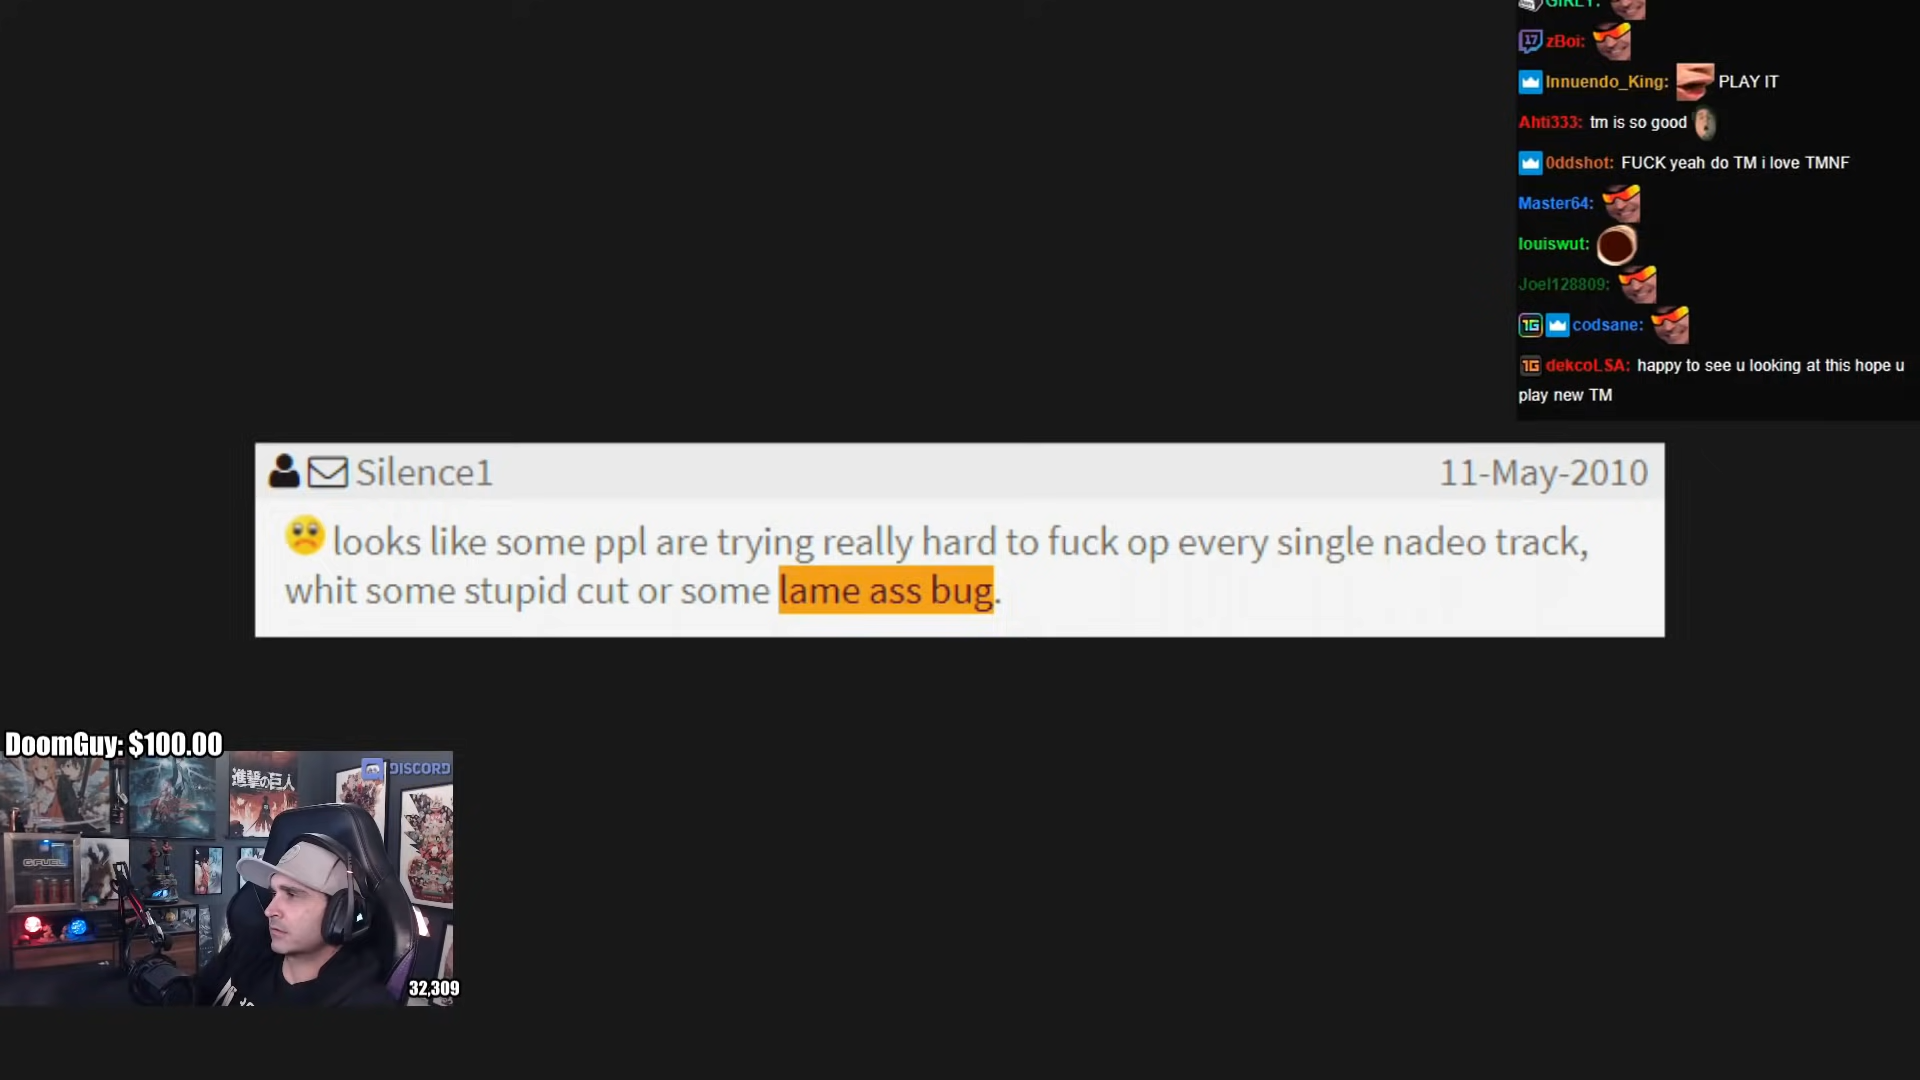 GIRLY:
zBoi:
Innuendo_King: PLAY IT
Ahti333: tm is so good
0ddshot: FUCK yeah do TM i love TMNF
Master64:
louiswut:
Joel128809:
codsane:
dekcoLSA: happy to see u looking at this hope u
play new TM
Silence1 11-May-2010
looks like some ppl are trying really hard to fuck op every single nadeo track,
whit some stupid cut or some lame ass bug.
DoomGuy: $100.00
DISCORD
進撃の巨人
G FUEL
32,309